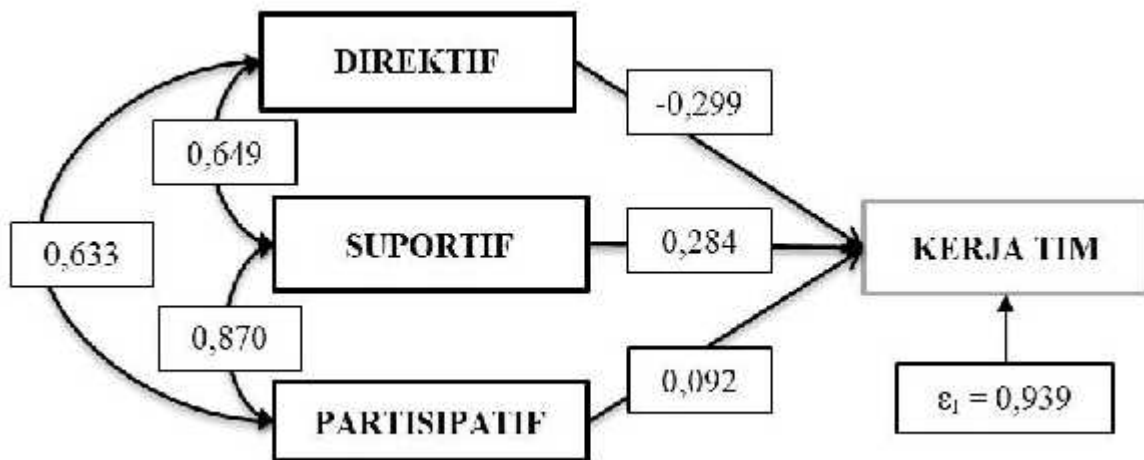 DIREKTIF
-0,299
0,649
0,633
SUPORTIF
0,284
KERJA TIM
0,870
PARTISIPATIF
0,092
ε₁ = 0,939